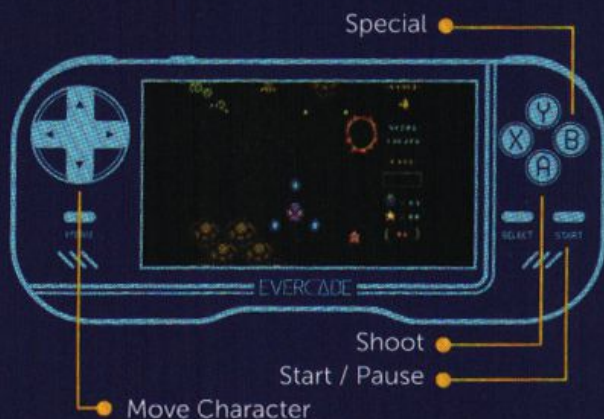 Special
Y
X
B
A
MENU
SELECT
START
EVERCADE
Shoot
Start / Pause
Move Character